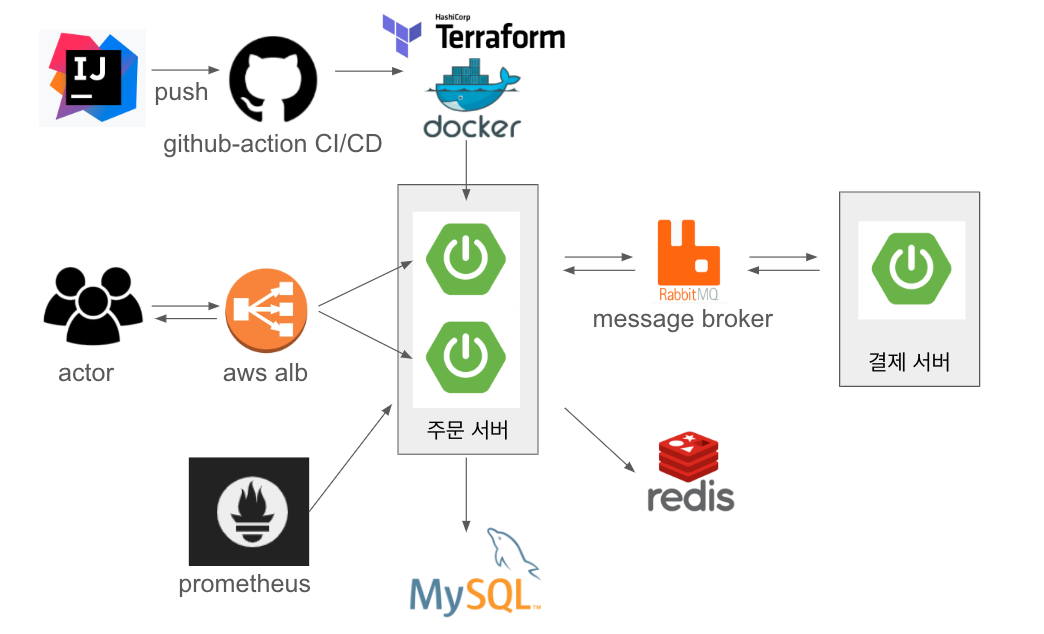 HashiCorp
Terraform
IJ
push
docker
github-action CI/CD
RabbitMQ
message broker
actor
aws alb
결제 서버
주문 서버
redis
prometheus
MySQL™